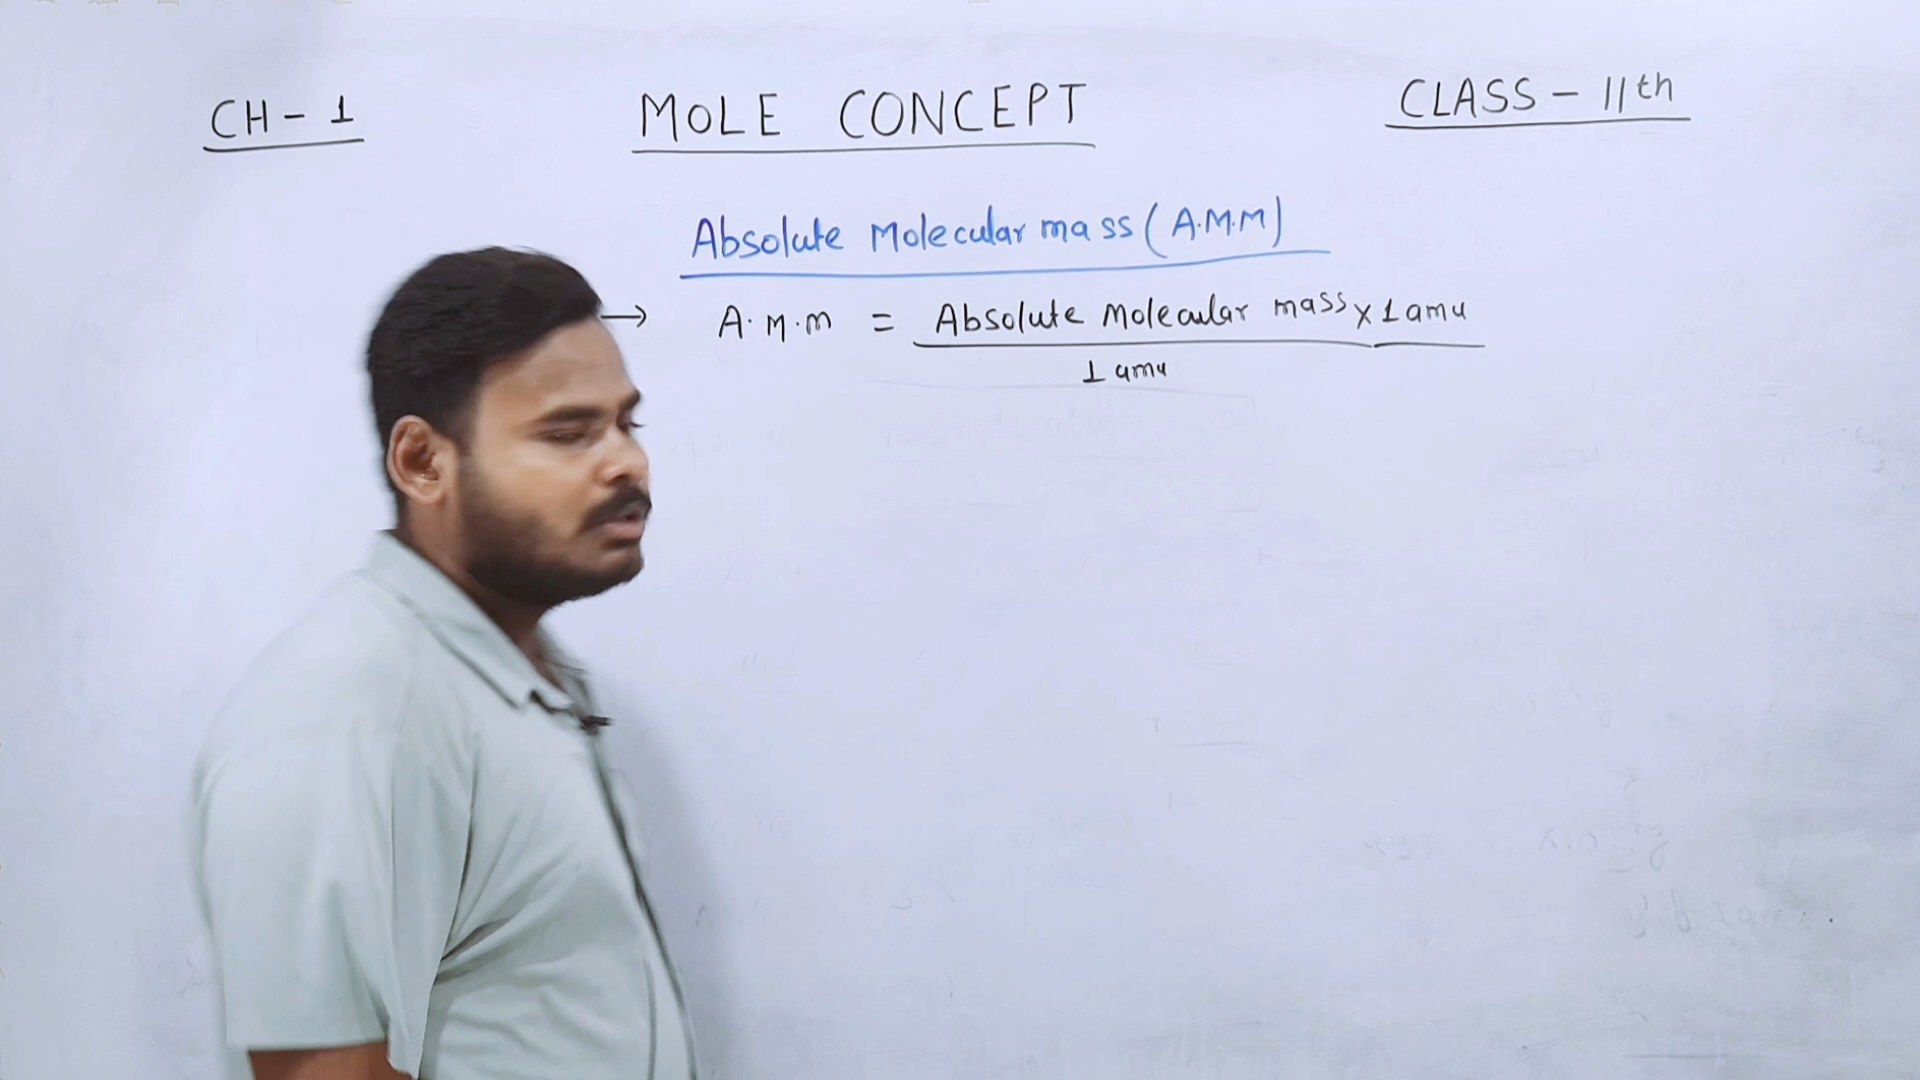 CH - 1
MOLE CONCEPT
CLASS - 11th
Absolute Molecular mass (A.M.M)
→ A.M.M = Absolute Molecular mass x 1 amu
1 amu